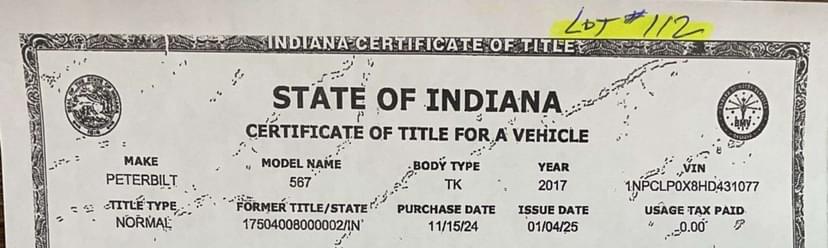 LOT # 112
INDIANA CERTIFICATE OF TITLE
STATE OF INDIANA
CERTIFICATE OF TITLE FOR A VEHICLE
MAKE MODEL NAME BODY TYPE YEAR VIN
PETERBILT 567 TK 2017 1NPCLP0X8HD431077
TITLE TYPE FORMER TITLE/STATE PURCHASE DATE ISSUE DATE USAGE TAX PAID
NORMAL 17504008000002/IN 11/15/24 01/04/25 0.00
BMV